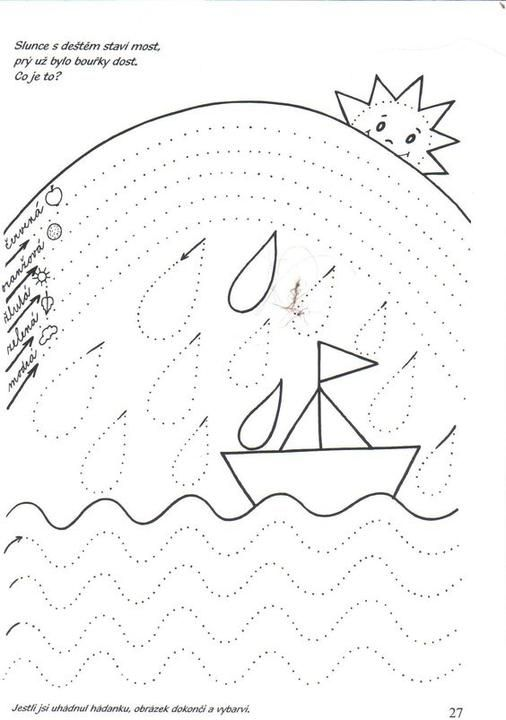 Slunce s deštěm staví most,
prý už bylo bouřky dost.
Co je to?
červená
oranžová
žlutá
zelená
modrá
Jestli jsi uhádnul hádanku, obrázek dokonči a vybarvi.
27